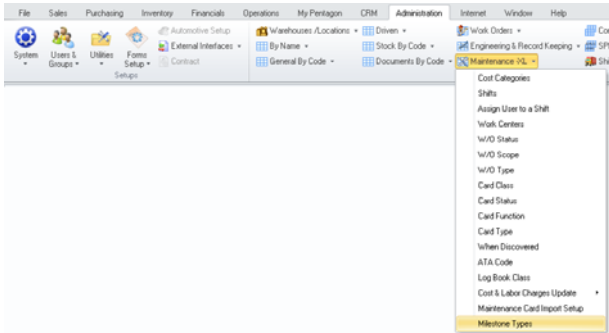 File Sales Purchasing Inventory Financials Operations My Pentagon CRM Administration Internet Window Help
System
Users & Groups
Utilities
Forms Setup
Automotive Setup
External Interfaces
Contract
Setups
Warehouses /Locations
By Name
General By Code
Driven
Stock By Code
Documents By Code
Work Orders
Engineering & Record Keeping
Maintenance-XL
Cost Categories
Shifts
Assign User to a Shift
Work Centers
W/O Status
W/O Scope
W/O Type
Card Class
Card Status
Card Function
Card Type
When Discovered
ATA Code
Log Book Class
Cost & Labor Charges Update
Maintenance Card Import Setup
Milestone Types